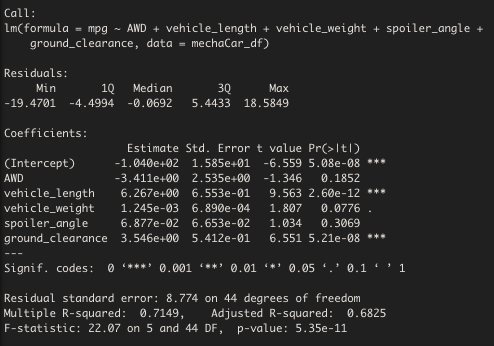 Call:
lm(formula = mpg ~ AWD + vehicle_length + vehicle_weight + spoiler_angle +
    ground_clearance, data = mechaCar_df)

Residuals:
     Min       1Q   Median       3Q      Max
-19.4701  -4.4994  -0.0692   5.4433  18.5849

Coefficients:
                   Estimate Std. Error t value Pr(>|t|)
(Intercept)      -1.040e+02  1.585e+01  -6.559 5.08e-08 ***
AWD              -3.411e+00  2.535e+00  -1.346   0.1852
vehicle_length    6.267e+00  6.553e-01   9.563 2.60e-12 ***
vehicle_weight    1.245e-03  6.890e-04   1.807   0.0776 .
spoiler_angle     6.877e-02  6.653e-02   1.034   0.3069
ground_clearance  3.546e+00  5.412e-01   6.551 5.21e-08 ***
---
Signif. codes:  0 ‘***’ 0.001 ‘**’ 0.01 ‘*’ 0.05 ‘.’ 0.1 ‘ ’ 1

Residual standard error: 8.774 on 44 degrees of freedom
Multiple R-squared:  0.7149,	Adjusted R-squared:  0.6825
F-statistic: 22.07 on 5 and 44 DF,  p-value: 5.35e-11